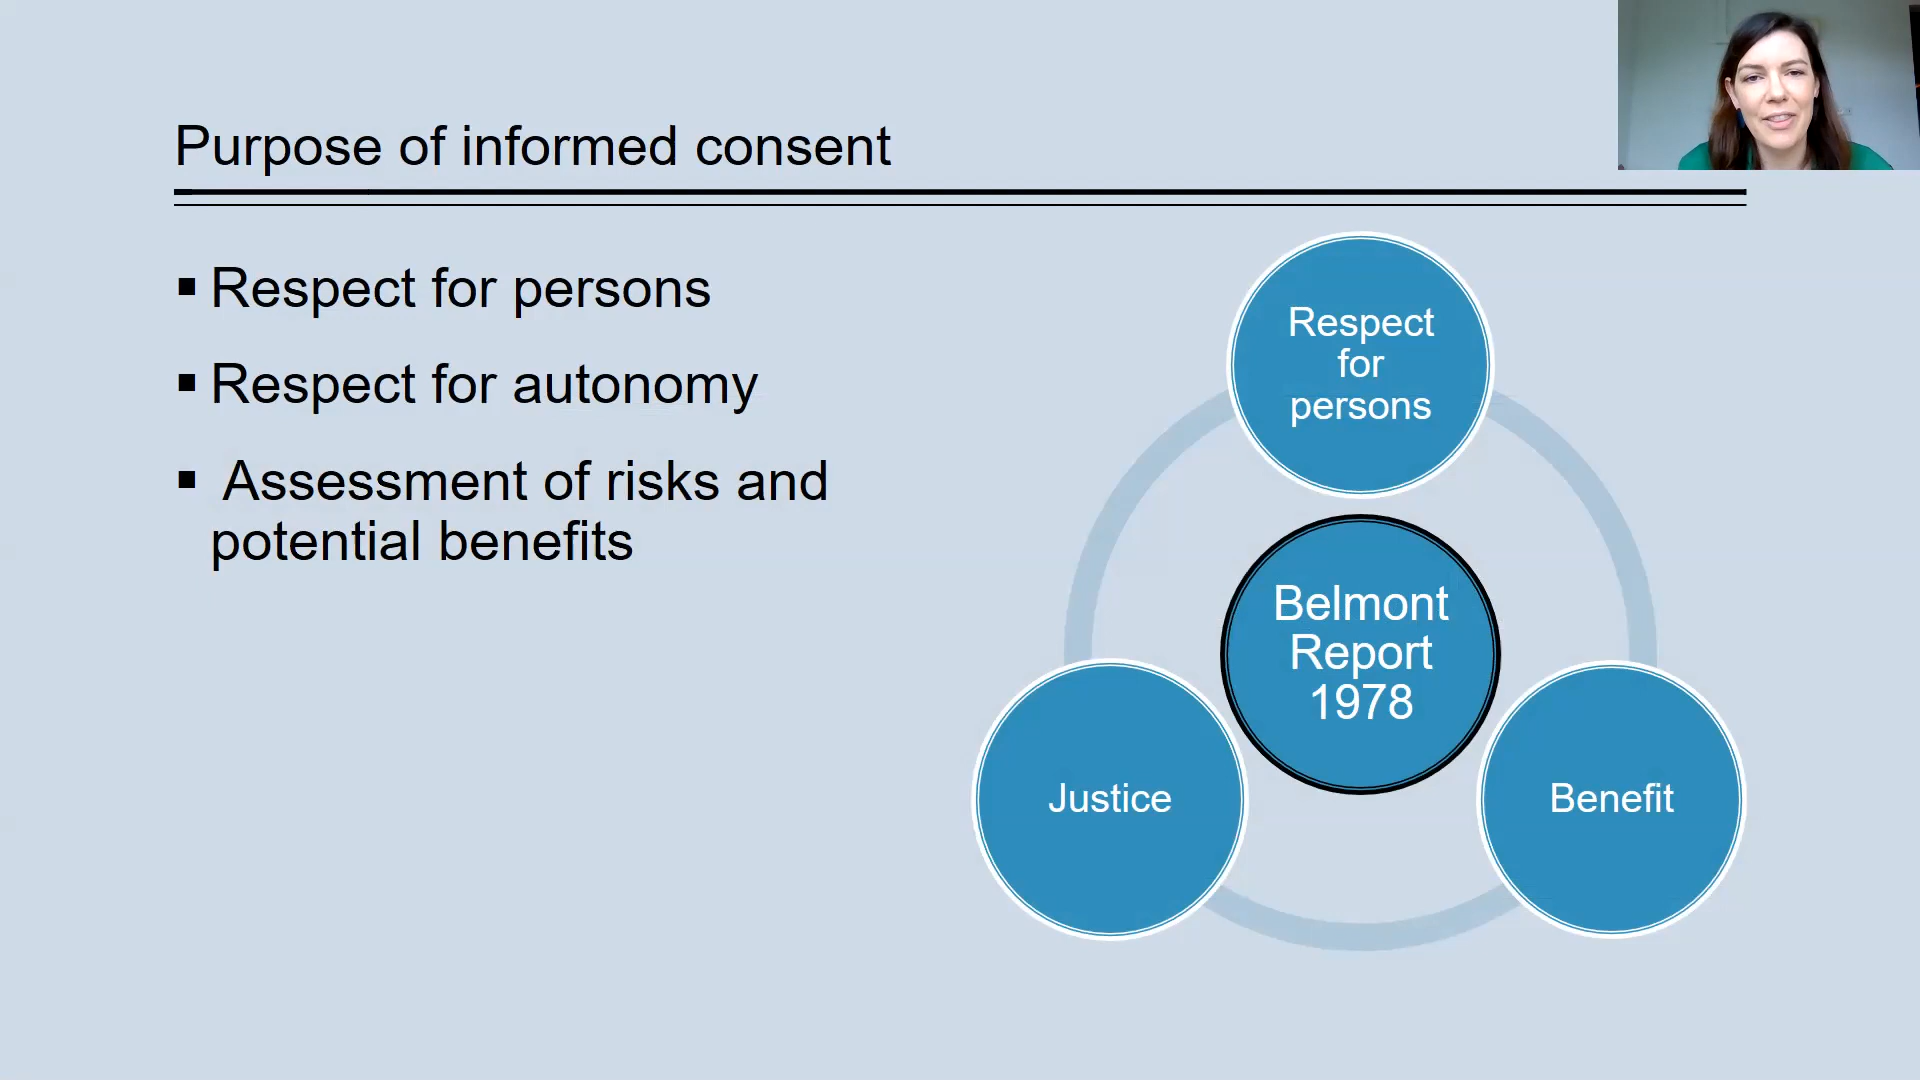 Purpose of informed consent
▪ Respect for persons
▪ Respect for autonomy
▪ Assessment of risks and
potential benefits
Respect
for
persons
Belmont
Report
1978
Justice
Benefit